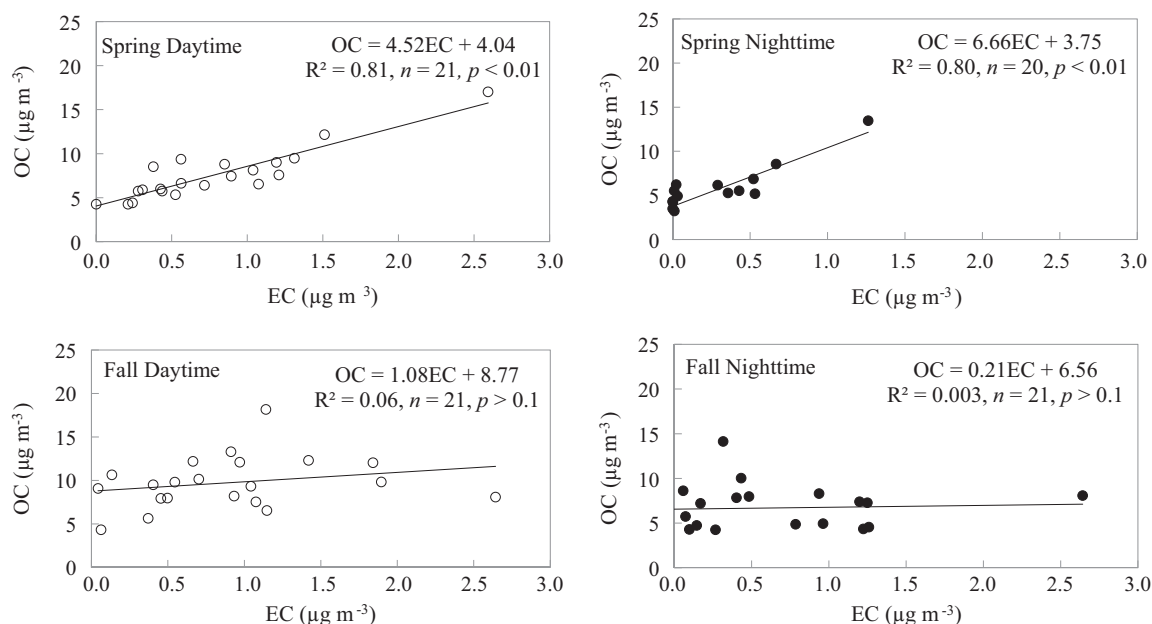 Spring Daytime
OC = 4.52EC + 4.04
R² = 0.81, n = 21, p < 0.01
OC (µg m⁻³)
25
20
15
10
5
0
0.0 0.5 1.0 1.5 2.0 2.5 3.0
EC (µg m ³)
Spring Nighttime
OC = 6.66EC + 3.75
R² = 0.80, n = 20, p < 0.01
OC (µg m⁻³)
25
20
15
10
5
0
0.0 0.5 1.0 1.5 2.0 2.5 3.0
EC (µg m⁻³)
Fall Daytime
OC = 1.08EC + 8.77
R² = 0.06, n = 21, p > 0.1
OC (µg m⁻³)
25
20
15
10
5
0
0.0 0.5 1.0 1.5 2.0 2.5 3.0
EC (µg m⁻³)
Fall Nighttime
OC = 0.21EC + 6.56
R² = 0.003, n = 21, p > 0.1
OC (µg m⁻³)
25
20
15
10
5
0
0.0 0.5 1.0 1.5 2.0 2.5 3.0
EC (µg m⁻³)